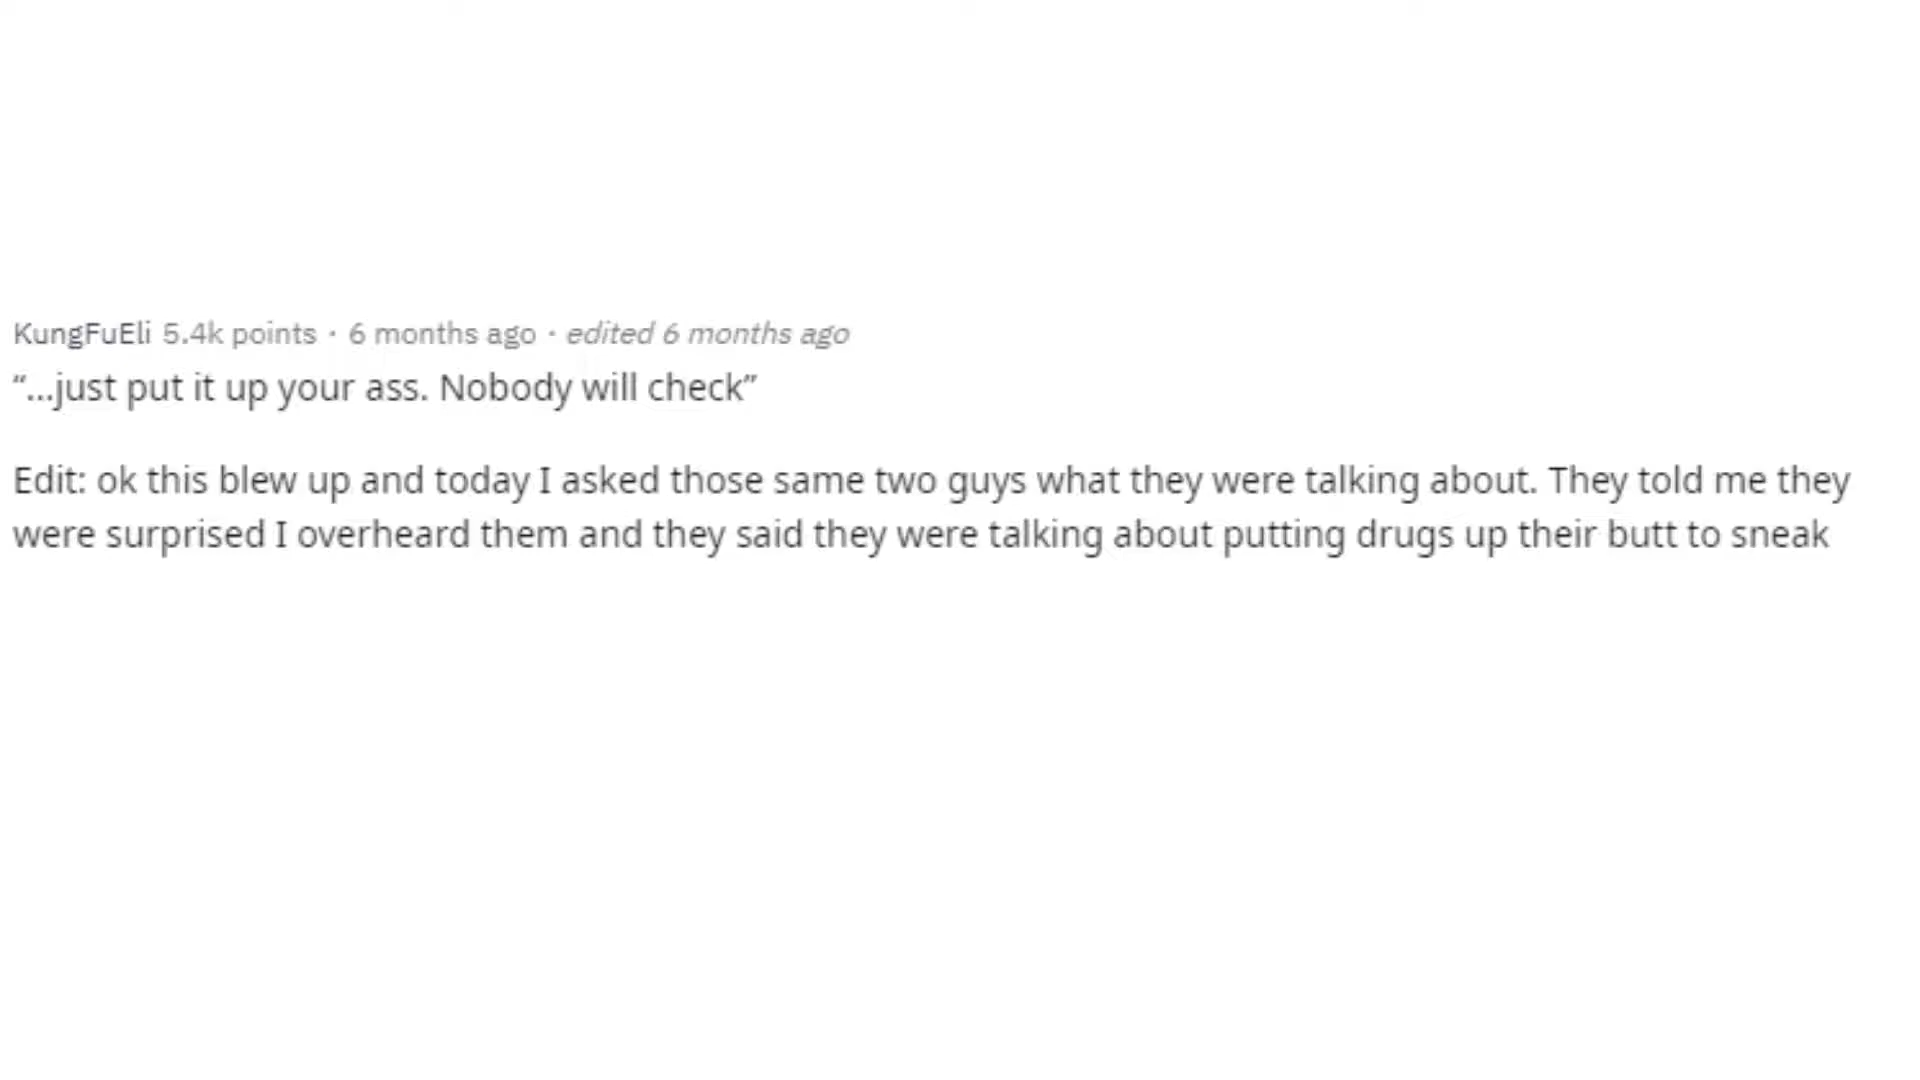 KungFuEli 5.4k points · 6 months ago · edited 6 months ago
“...just put it up your ass. Nobody will check”
Edit: ok this blew up and today I asked those same two guys what they were talking about. They told me they
were surprised I overheard them and they said they were talking about putting drugs up their butt to sneak